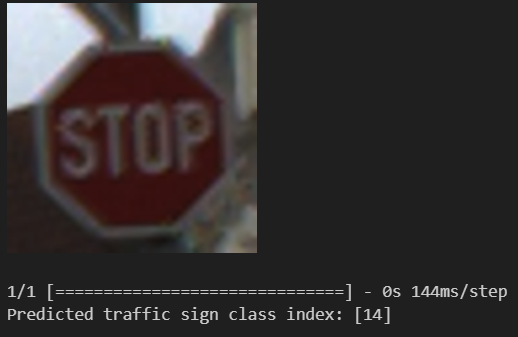 STOP
1/1 [==============================] - 0s 144ms/step
Predicted traffic sign class index: [14]